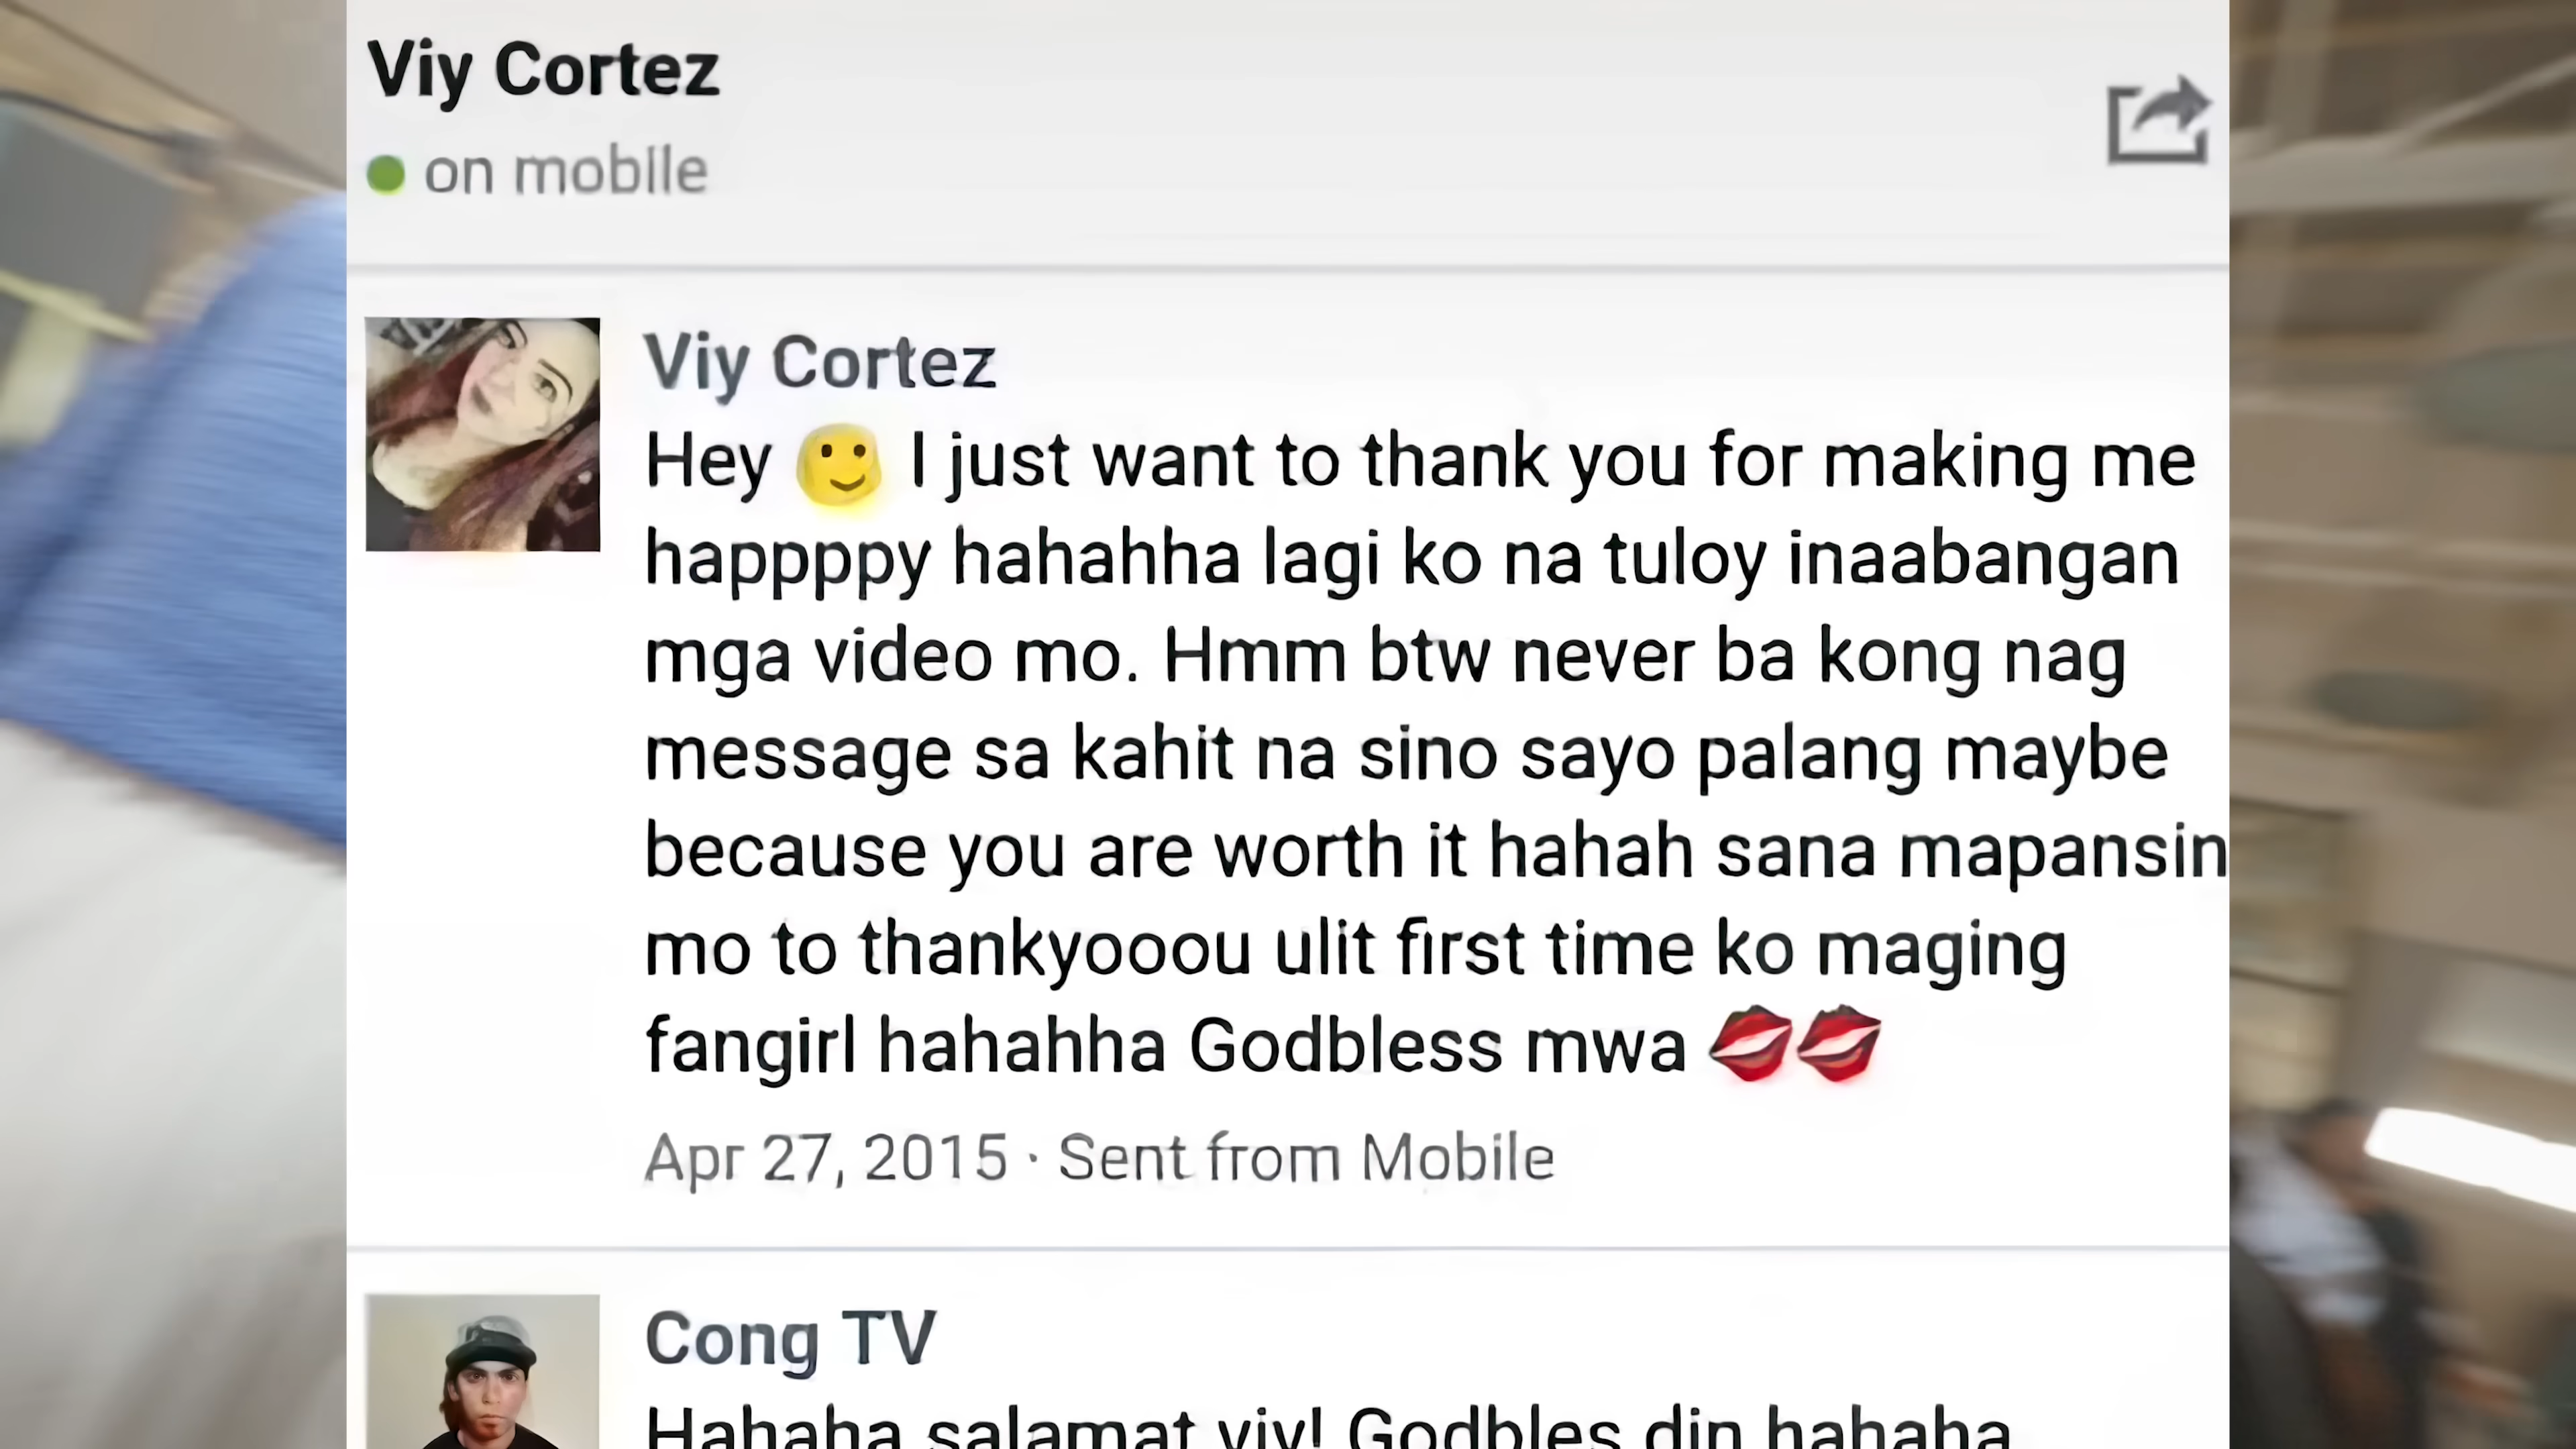 Viy Cortez
on mobile
Viy Cortez
Hey 🙂 I just want to thank you for making me
happppy hahahha lagi ko na tuloy inaabangan
mga video mo. Hmm btw never ba kong nag
message sa kahit na sino sayo palang maybe
because you are worth it hahah sana mapansin
mo to thankyooou ulit first time ko maging
fangirl hahahha Godbless mwa 💋💋
Apr 27, 2015 · Sent from Mobile
Cong TV
Hahaha salamat viy! Godbles din hahaha